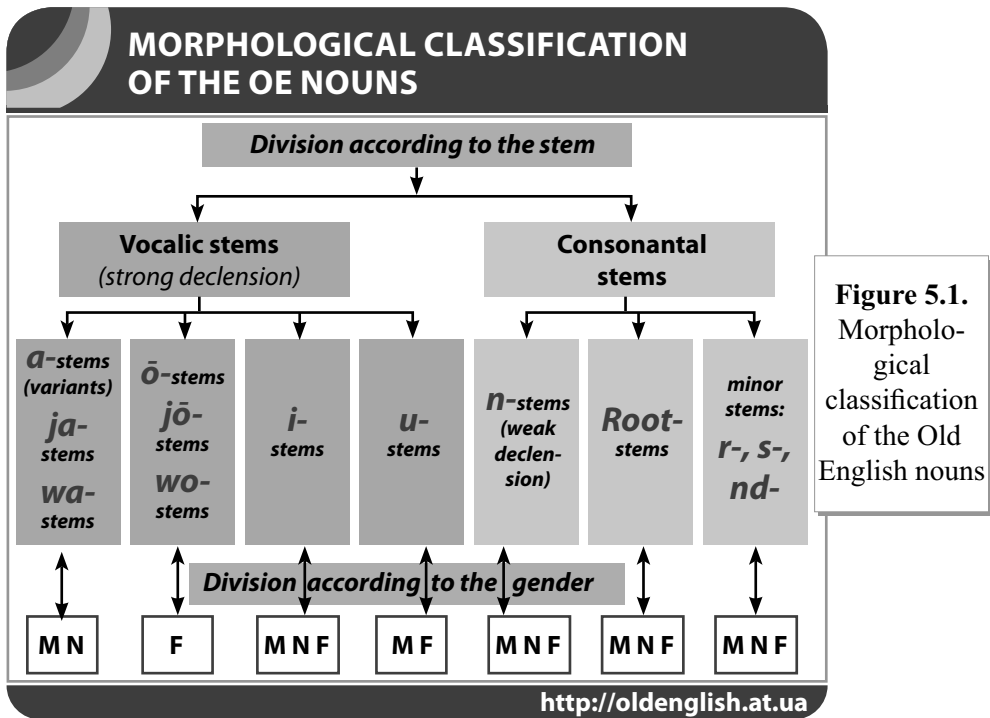 MORPHOLOGICAL CLASSIFICATION
OF THE OE NOUNS
Division according to the stem
Vocalic stems
(strong declension)
Consonantal
stems
a-stems
(variants)
ja-
stems
wa-
stems
ō-stems
jō-
stems
wo-
stems
i-
stems
u-
stems
n-stems
(weak
declen-
sion)
Root-
stems
minor
stems:
r-, s-,
nd-
Division according to the gender
M N
F
M N F
M F
M N F
M N F
M N F
http://oldenglish.at.ua
Figure 5.1.
Morpholo-
gical
classification
of the Old
English nouns